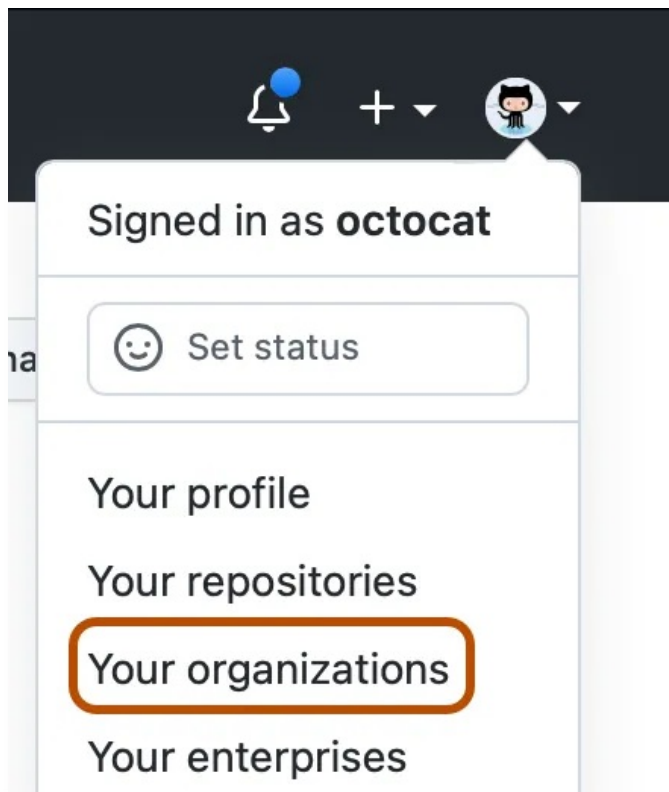 Signed in as octocat
Set status
Your profile
Your repositories
Your organizations
Your enterprises